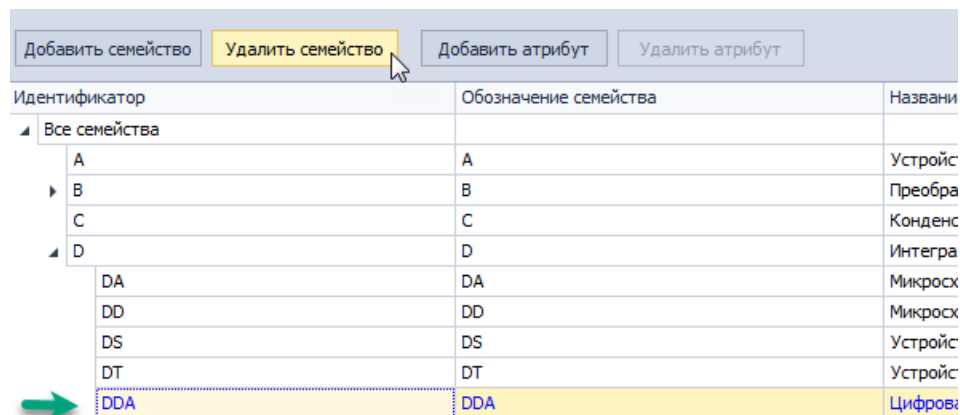 Добавить семейство Удалить семейство Добавить атрибут Удалить атрибут
Идентификатор Обозначение семейства
Все семейства
A A
B B
C C
D D
DA DA
DD DD
DS DS
DT DT
DDA DDA